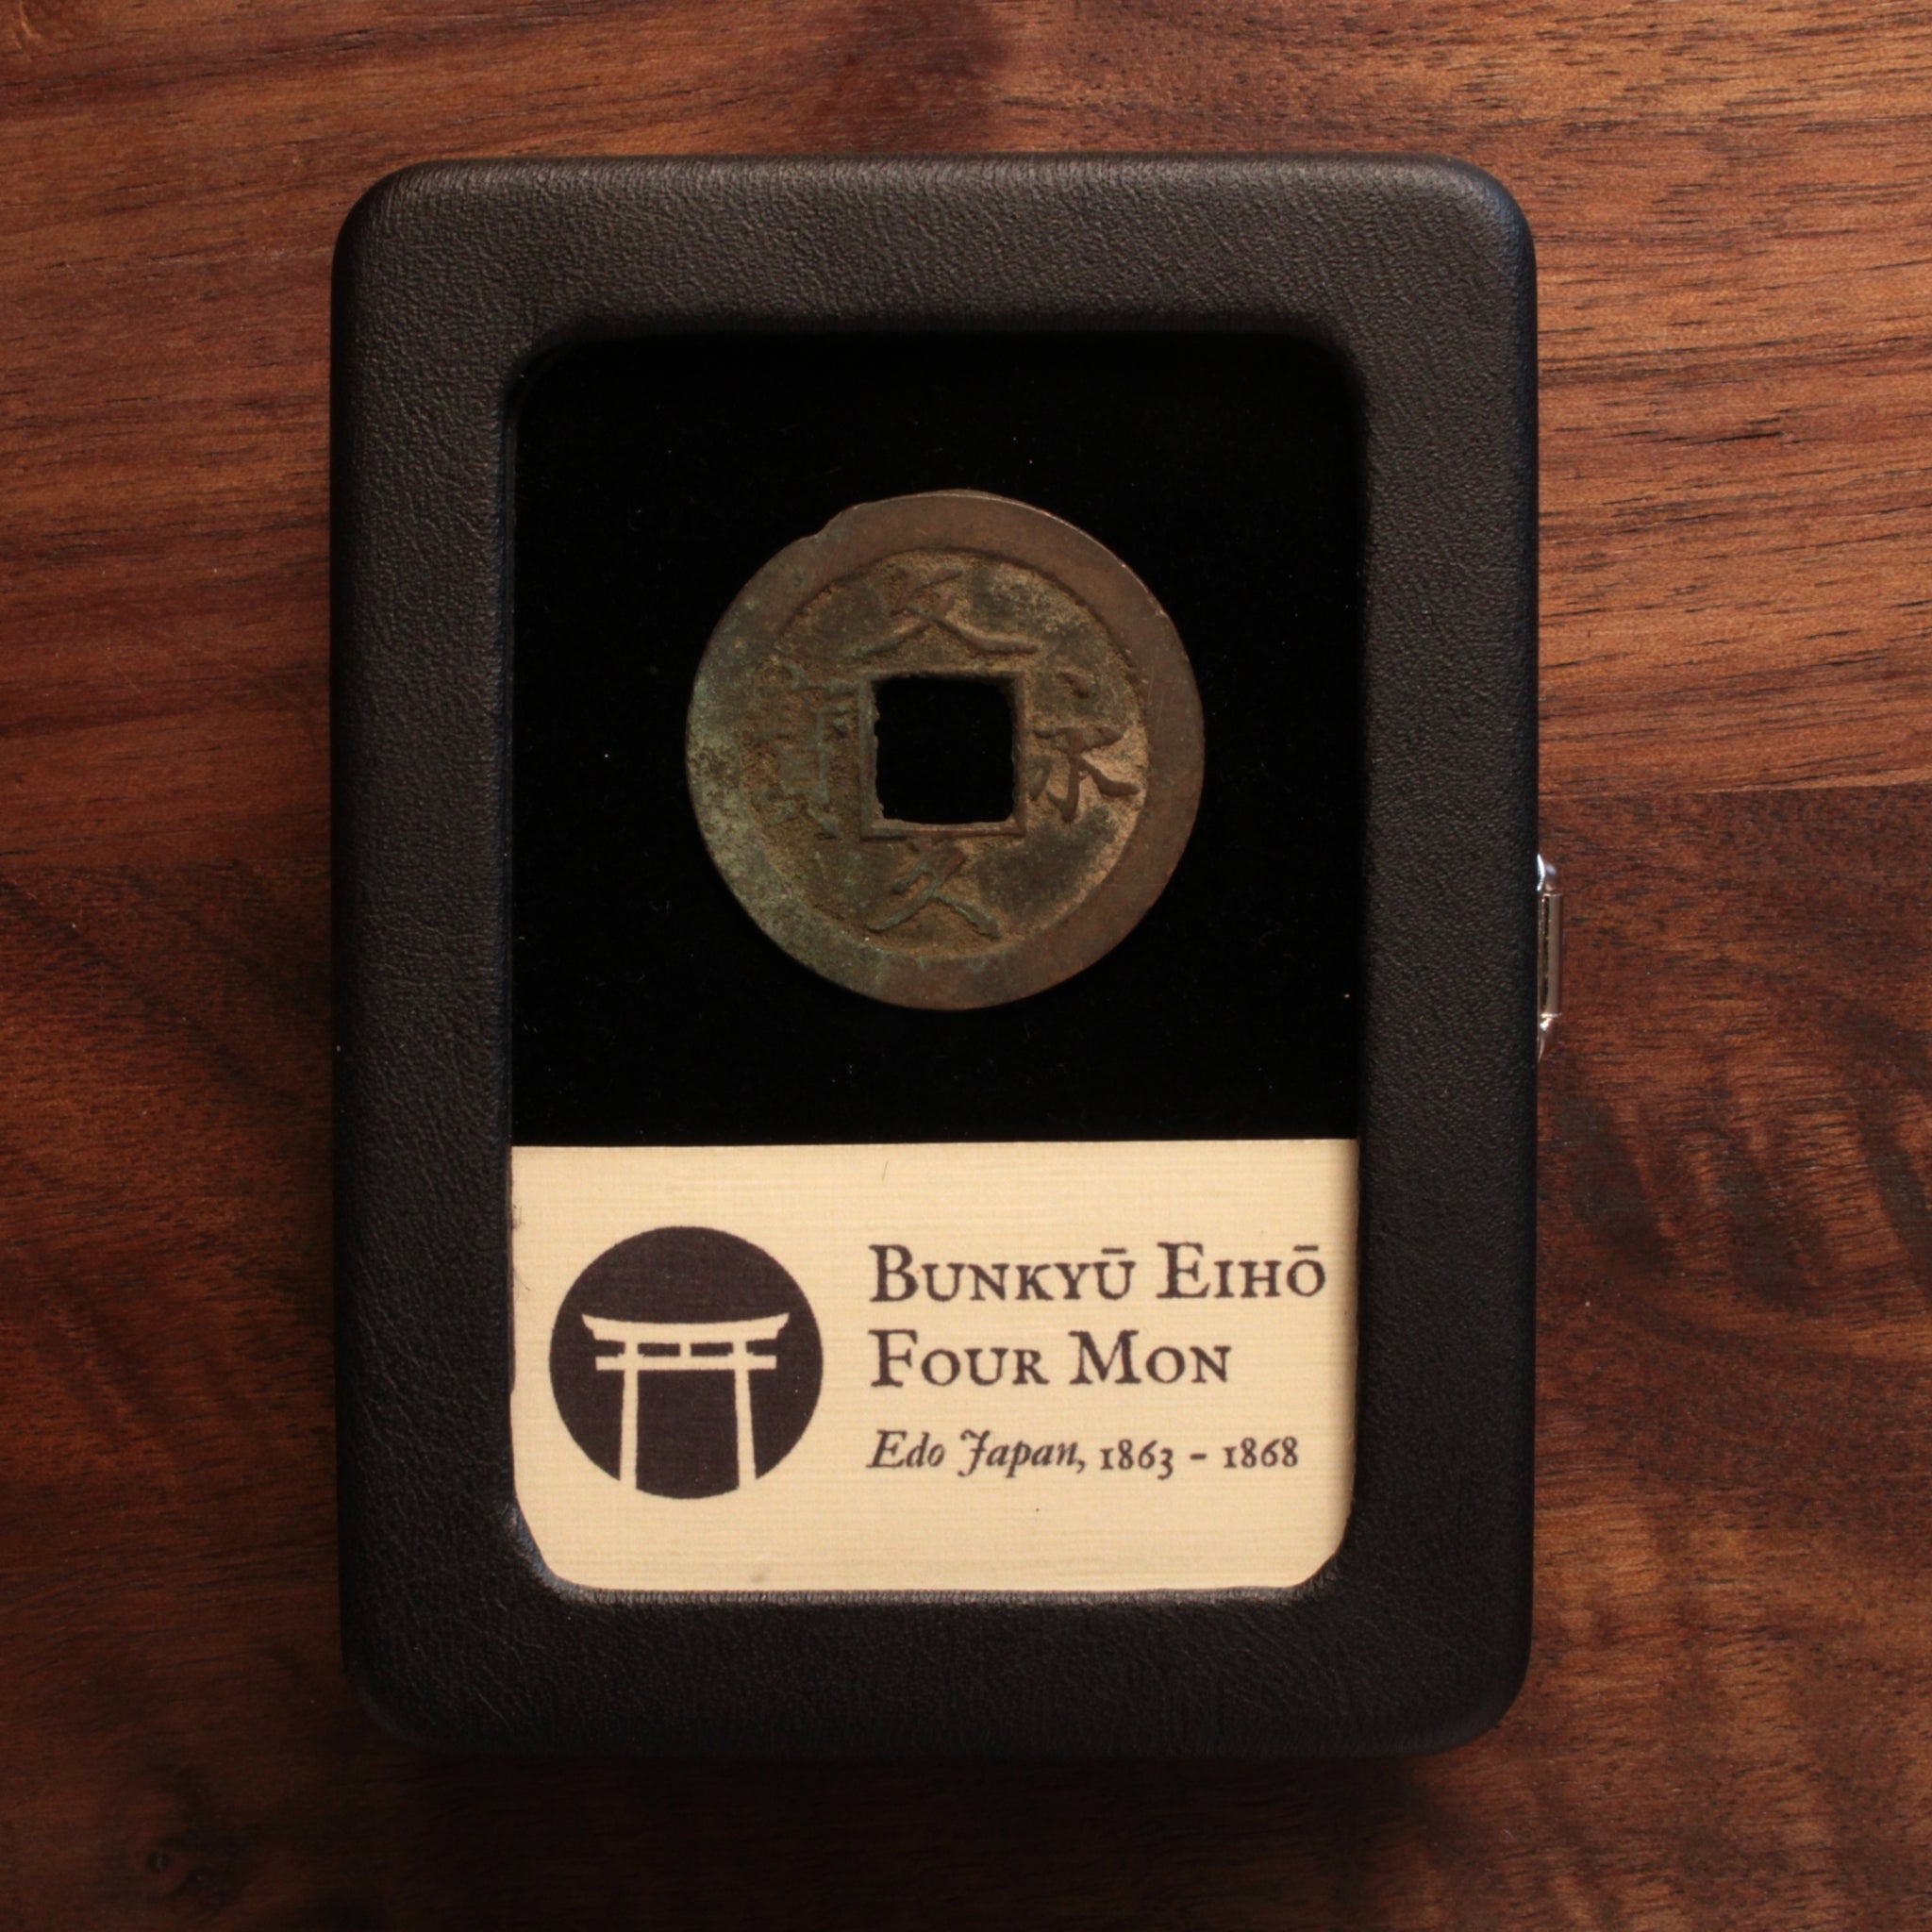 文久永寳
Bunkyū Eihō
Four Mon
Edo Japan, 1863 - 1868